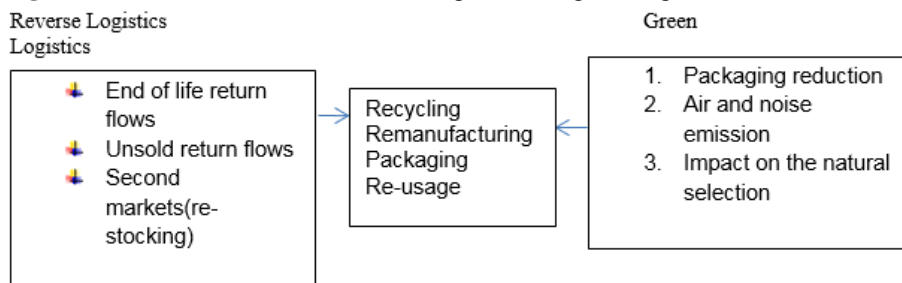 Reverse Logistics
Green
Logistics
End of life return
flows
Unsold return flows
Second
markets(re-
stocking)
Recycling
Remanufacturing
Packaging
Re-usage
1. Packaging reduction
2. Air and noise
emission
3. Impact on the natural
selection